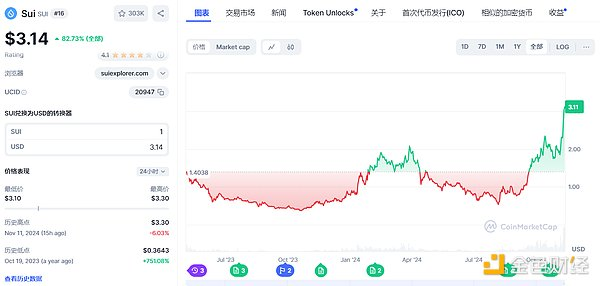 Sui SUI #16
303K
$3.14 82.73% (全部)
Rating
4.1
浏览器
suiexplorer.com
UCID
20947
SUI兑换为USD的转换器
SUI 1
USD 3.14
价格表现
24小时
最低价 最高价
$3.10 $3.30
历史高点 $3.30
Nov 11, 2024 (15h ago) -5.03%
历史低点 $0.3643
Oct 19, 2023 (a year ago) +751.08%
查看历史数据
图表 交易市场 新闻 Token Unlocks 关于 首次代币发行(ICO) 相似的加密货币 收益
价格 Market cap
1D 7D 1M 1Y 全部 LOG
3.11
2.00
1.4038
1.00
CoinMarketCap
USD
Jul '23 Oct '23 Jan '24 Apr '24 Jul '24
3 3 2 2
金色财经